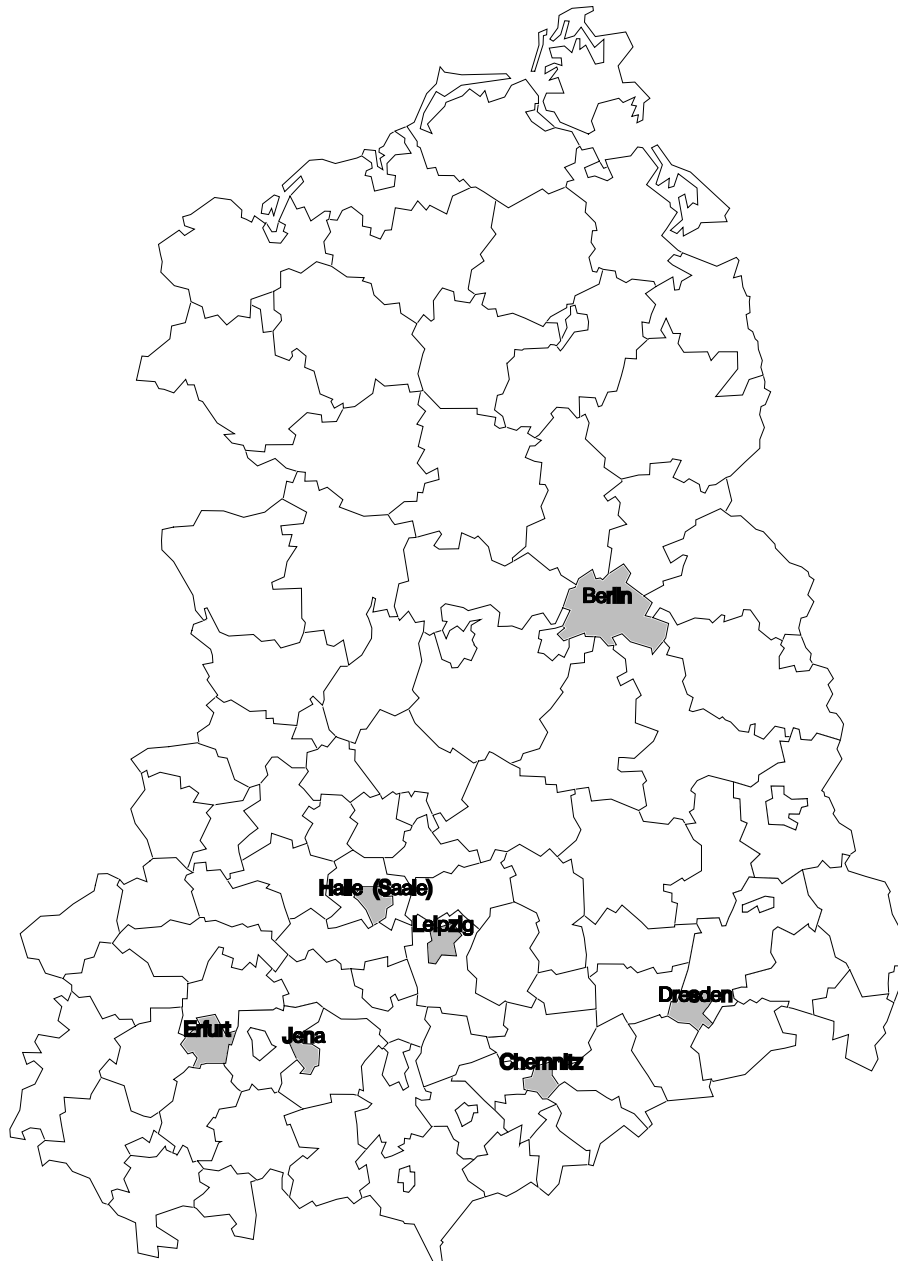 Berlin
Halle (Saale)
Leipzig
Dresden
Erfurt
Jena
Chemnitz